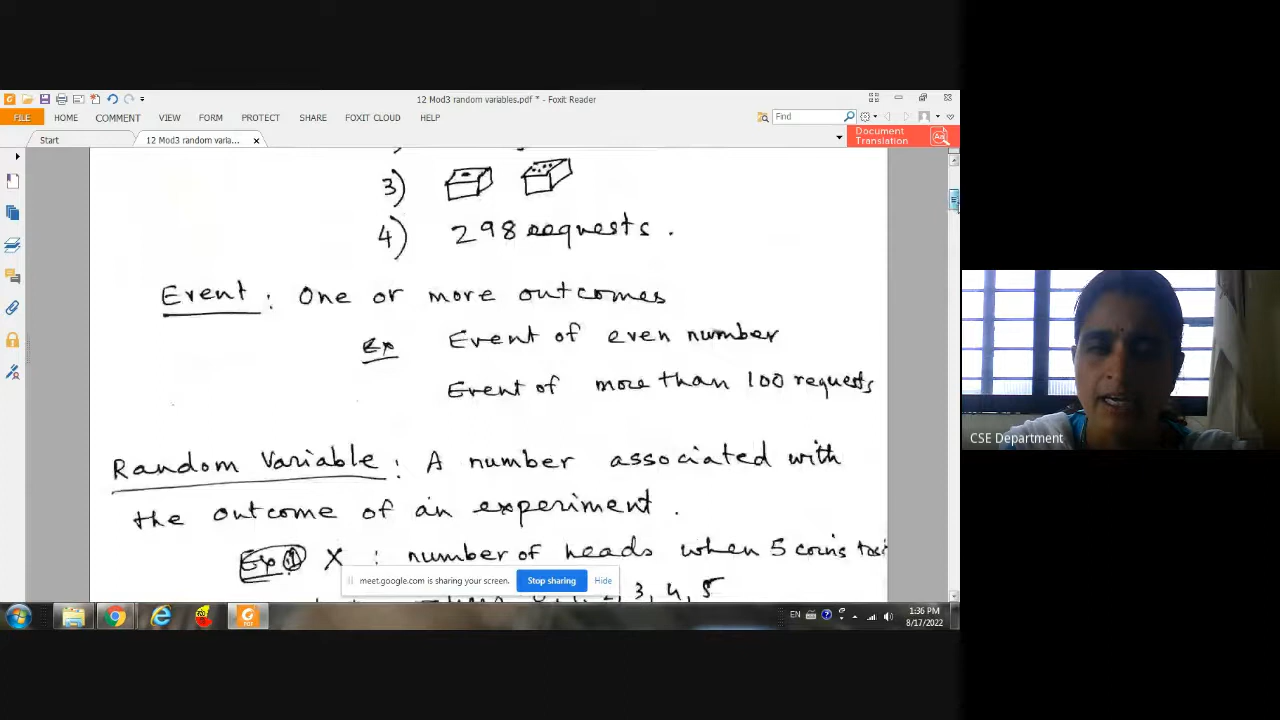 12 Mod3 random variables.pdf * - Foxit Reader
FILE HOME COMMENT VIEW FORM PROTECT SHARE FOXIT CLOUD HELP
Find
Start 12 Mod3 random varia...
Document Translation
3)
4) 298 requests .
Event : One or more outcomes
Ex Event of even number
Event of more than 100 requests
Random Variable : A number associated with
the outcome of an experiment .
Ex 1 X : number of heads when 5 coins
meet.google.com is sharing your screen. Stop sharing Hide
3, 4, 5
CSE Department
EN 1:36 PM
8/17/2022